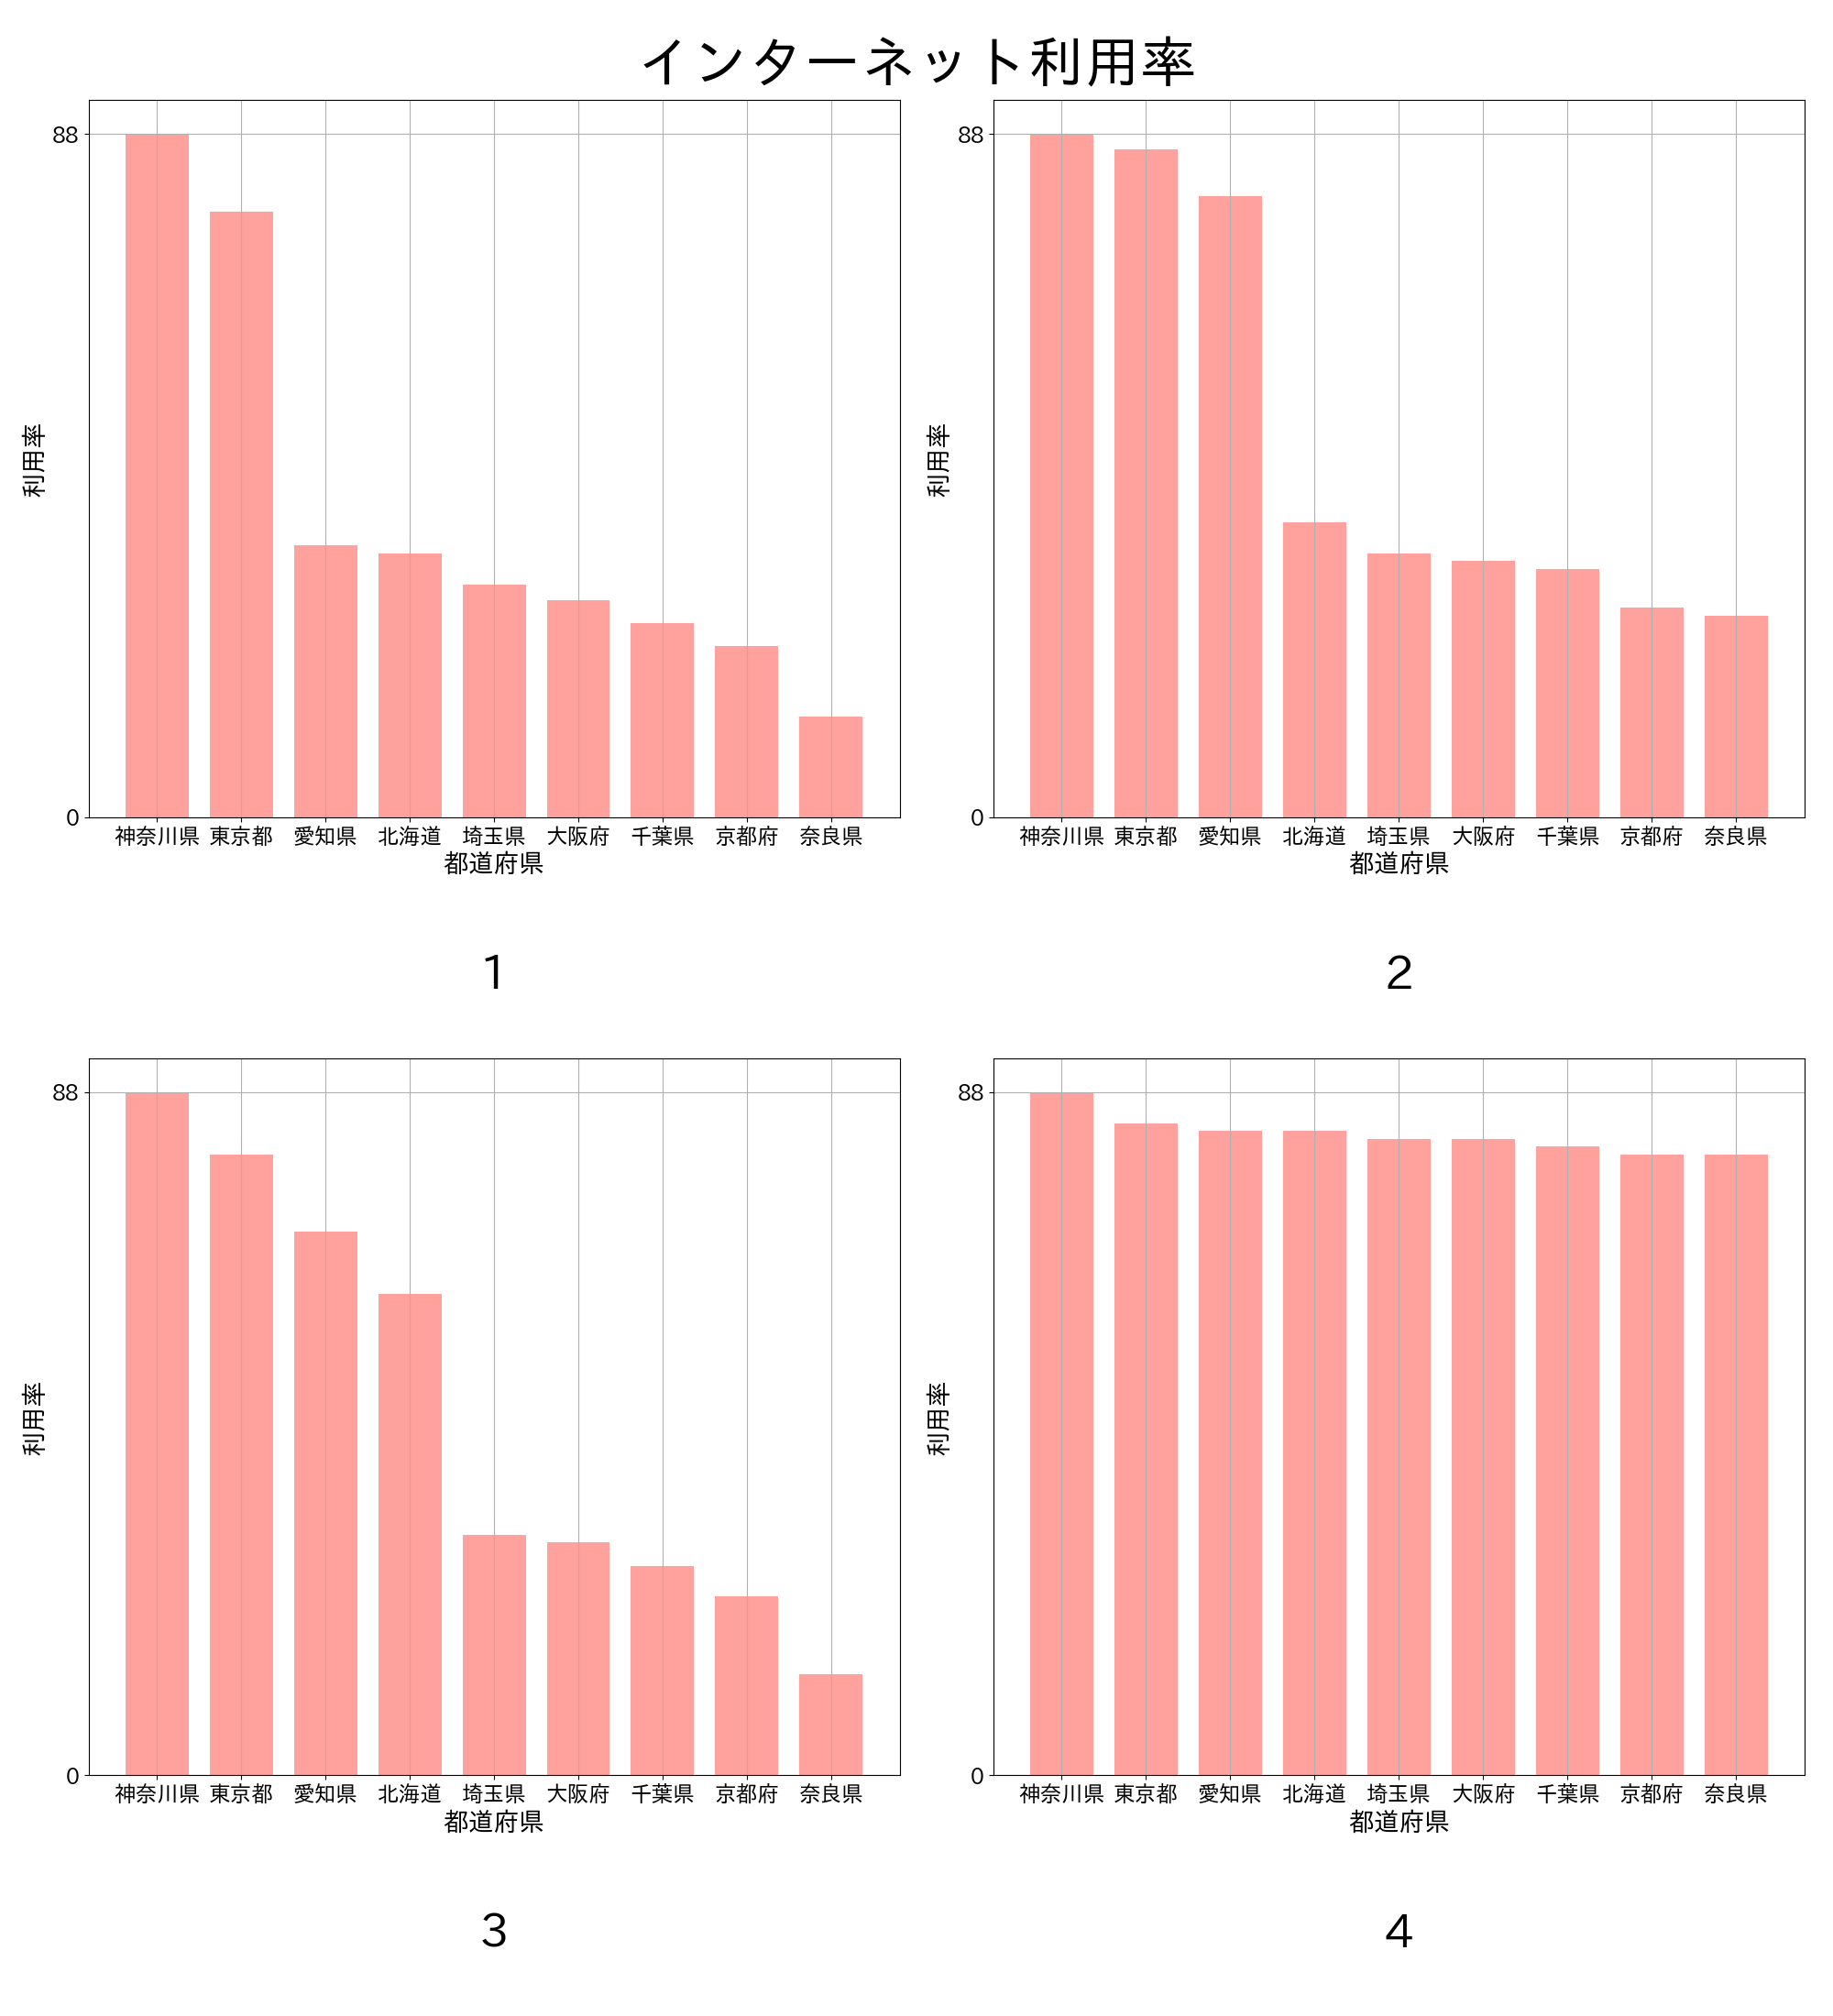 インターネット利用率
88
0
利用率
神奈川県 東京都 愛知県 北海道 埼玉県 大阪府 千葉県 京都府 奈良県
都道府県
1
88
0
利用率
神奈川県 東京都 愛知県 北海道 埼玉県 大阪府 千葉県 京都府 奈良県
都道府県
2
88
0
利用率
神奈川県 東京都 愛知県 北海道 埼玉県 大阪府 千葉県 京都府 奈良県
都道府県
3
88
0
利用率
神奈川県 東京都 愛知県 北海道 埼玉県 大阪府 千葉県 京都府 奈良県
都道府県
4